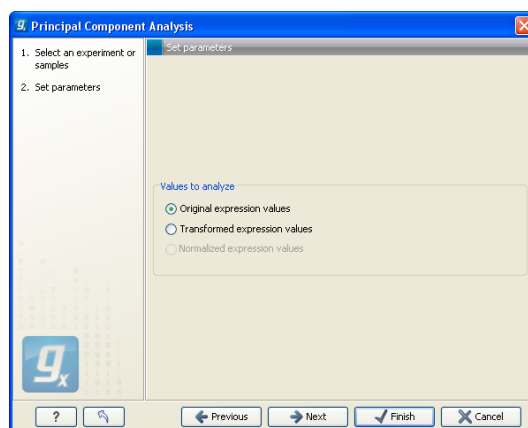 Principal Component Analysis
1. Select an experiment or
samples
2. Set parameters
Set parameters
Values to analyze
Original expression values
Transformed expression values
Normalized expression values
gx
?
Previous
Next
Finish
Cancel